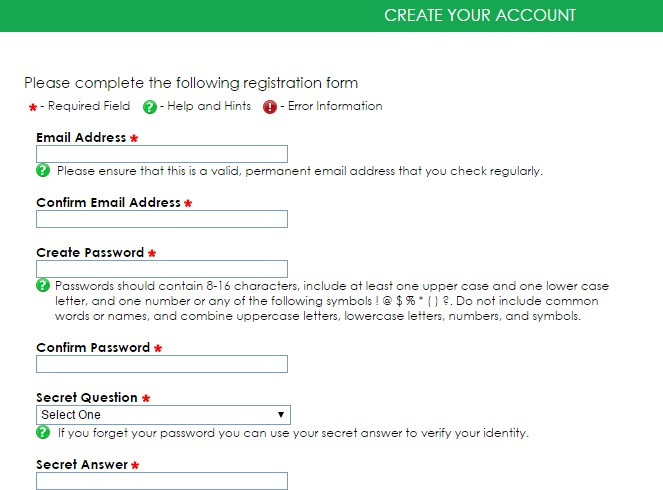 CREATE YOUR ACCOUNT
Please complete the following registration form
* - Required Field ? - Help and Hints ! - Error Information
Email Address *
? Please ensure that this is a valid, permanent email address that you check regularly.
Confirm Email Address *
Create Password *
? Passwords should contain 8-16 characters, include at least one upper case and one lower case
letter, and one number or any of the following symbols ! @ $ % * ( ) ?. Do not include common
words or names, and combine uppercase letters, lowercase letters, numbers, and symbols.
Confirm Password *
Secret Question *
Select One
? If you forget your password you can use your secret answer to verify your identity.
Secret Answer *